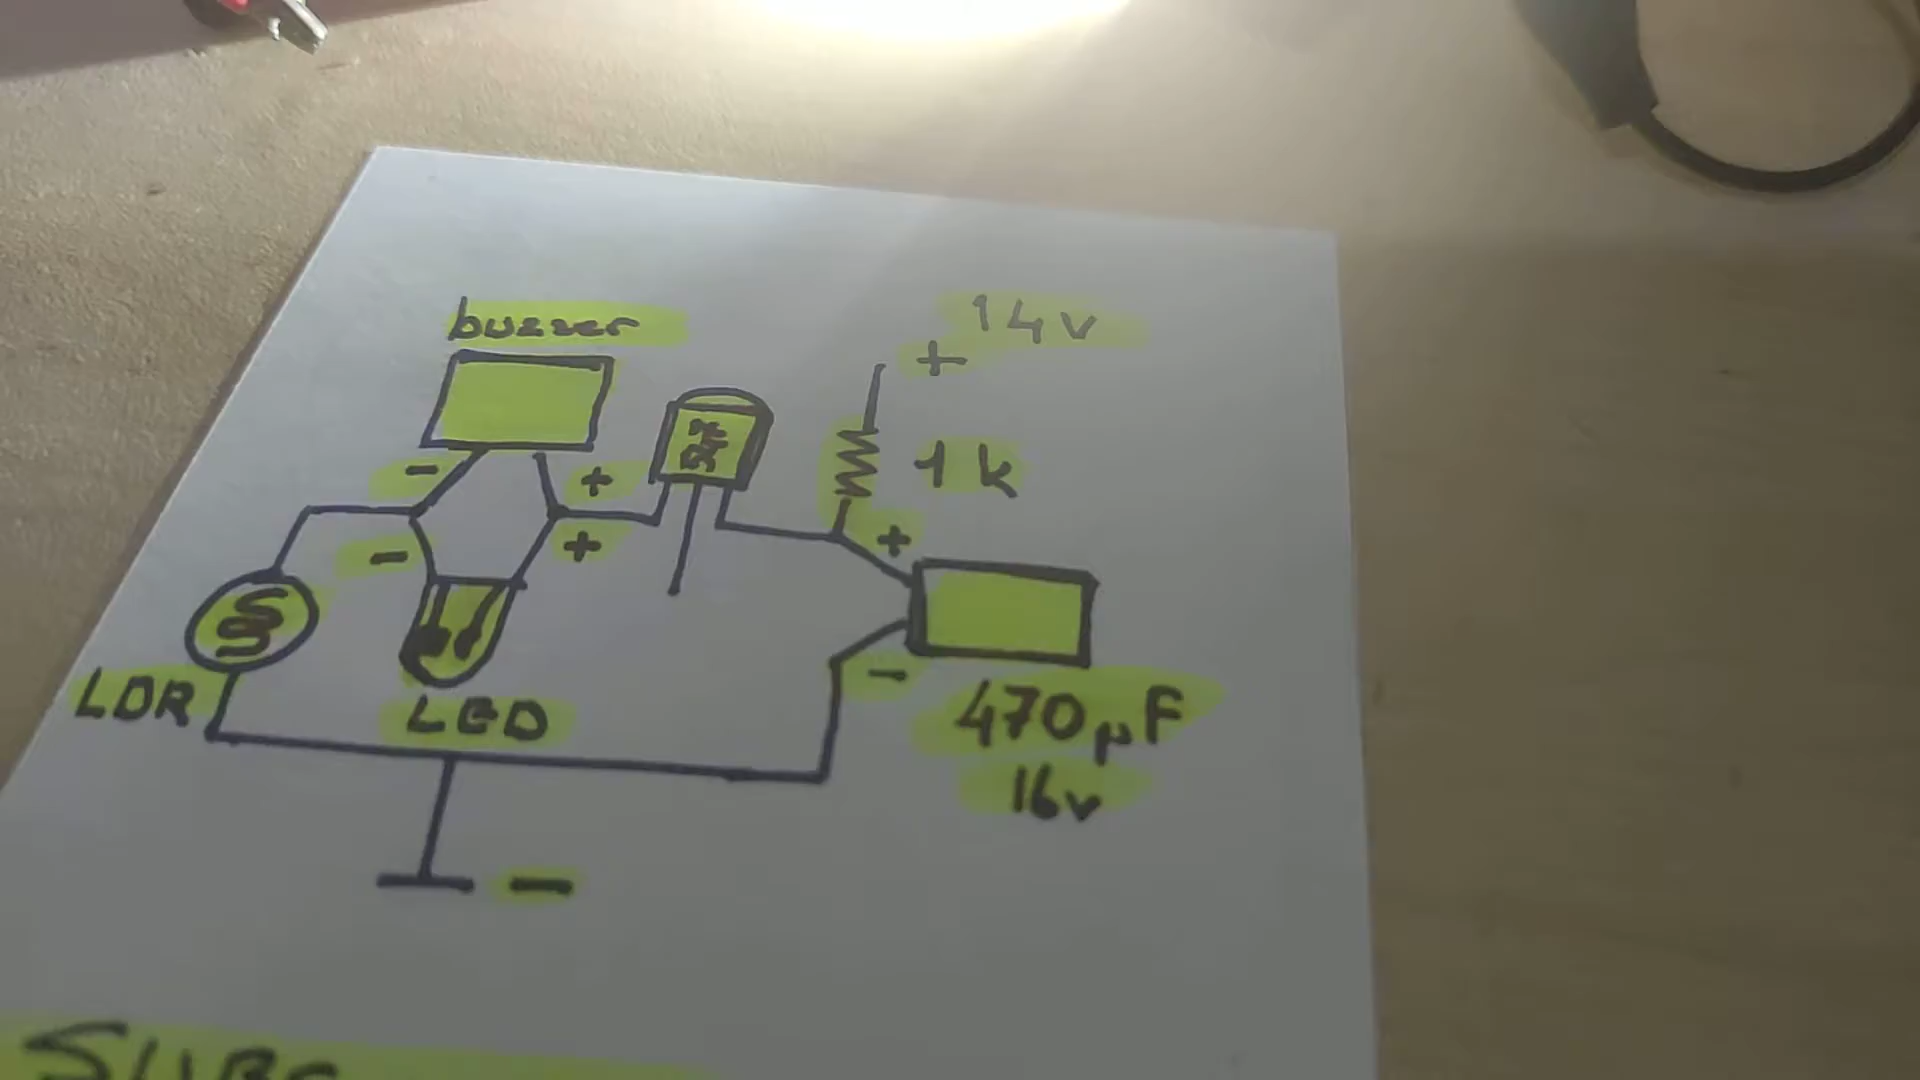 buzzer
14v
+
1k
-
+
+
-
+
LDR
LED
-
470µF
16v
-